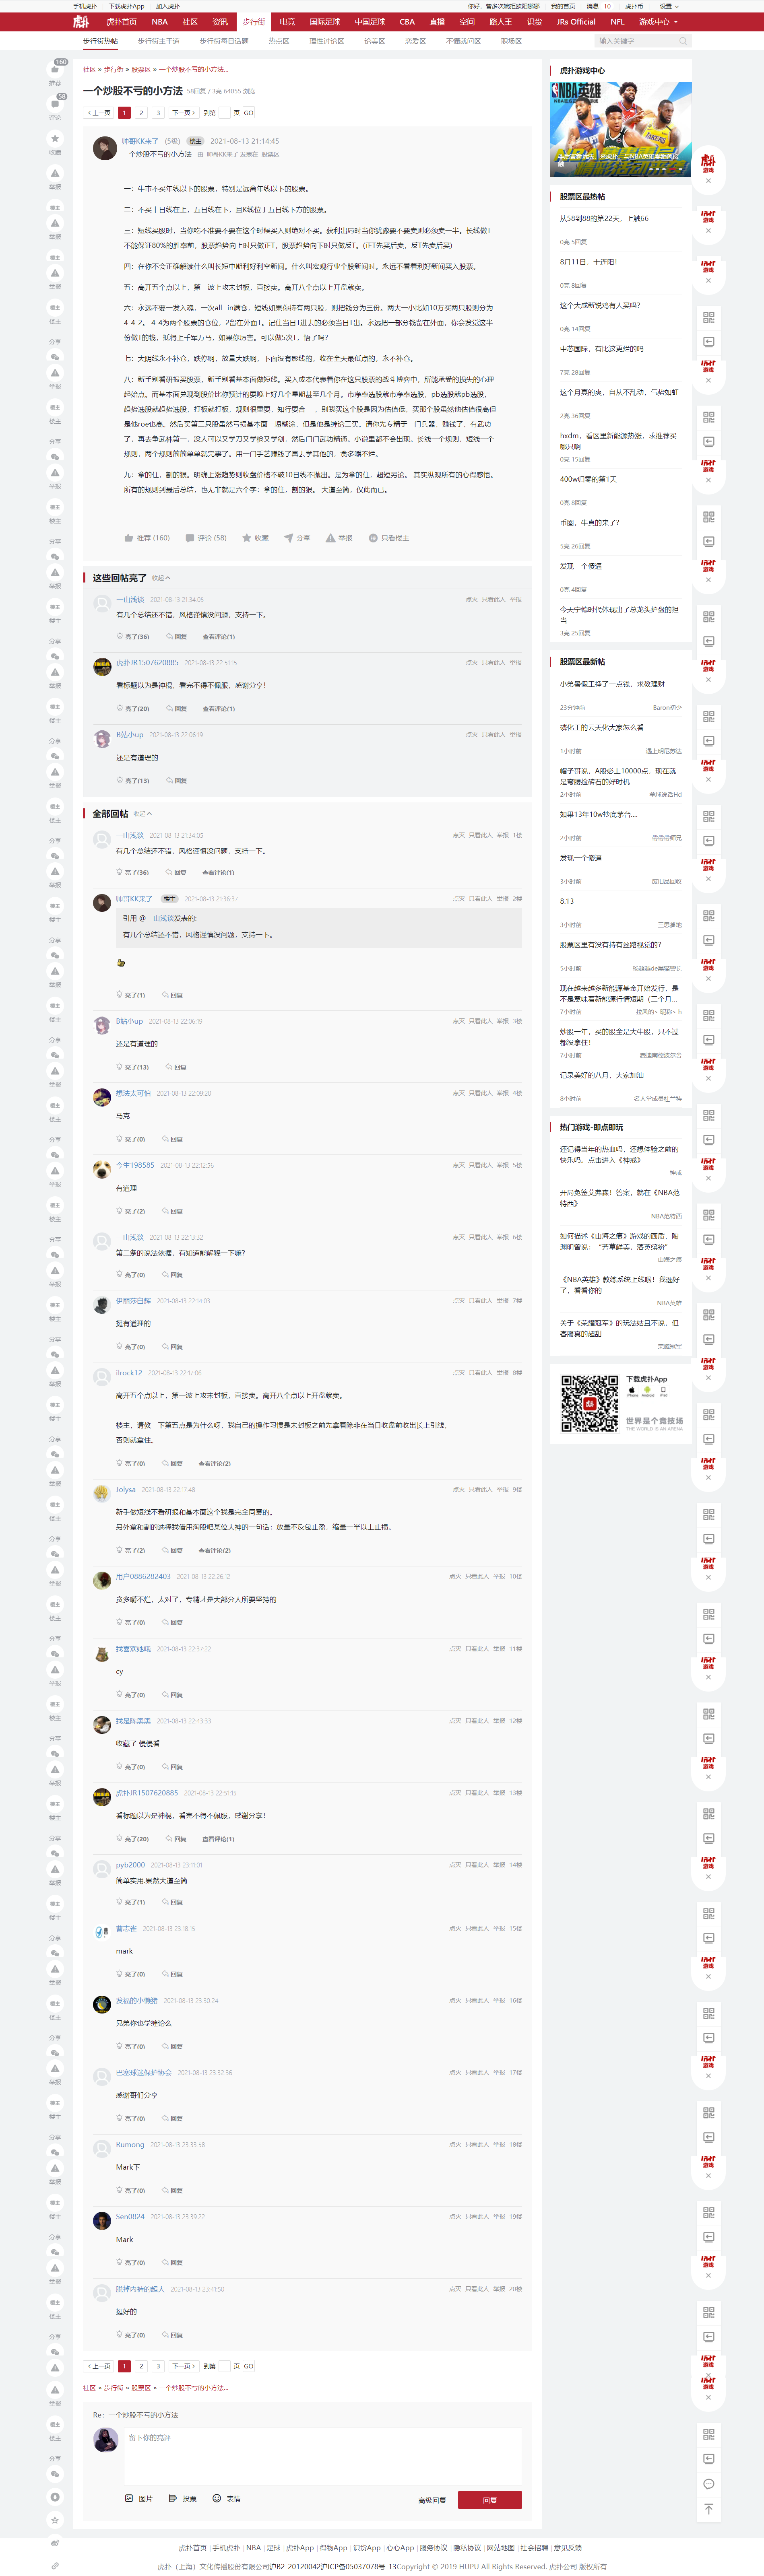 手机虎扑 下载虎扑App 加入虎扑
我的首页 消息 10 虎扑币 设置
虎扑首页 NBA 社区 资讯 步行街 电竞 国际足球 中国足球 CBA 直播 空间 路人王 识货 JRs Official NFL 游戏中心
步行街热帖 步行街主干道 步行街每日话题 热点区 理性讨论区 论美区 恋爱区 不懂就问区 职场区 输入关键字
社区 » 步行街 » 股票区 » 一个炒股不亏的小方法...
一个炒股不亏的小方法 58回复 / 3亮 64055 浏览
上一页 1 2 3 下一页 到第 页 GO
帅哥KK来了 (5级) 楼主 2021-08-13 21:14:45
一个炒股不亏的小方法 由 帅哥KK来了 发表在 股票区
一：牛市不买年线以下的股票，特别是远离年线以下的股票。
二：不买十日线在上，五日线在下，且K线位于五日线下方的股票。
三：短线买股时，当你吃不准要不要在这个时候买入则绝对不买。获利出局时当你犹豫要不要卖则必须卖一半。长线做T
不能保证80%的胜率前，股票趋势向上时只做正T，股票趋势向下时只做反T。(正T先买后卖，反T先卖后买)
四：在你不会正确解读什么叫长短中期利好利空新闻。什么叫宏观行业个股新闻时，永远不看看利好新闻买入股票。
五：高开五个点以上，第一波上攻未封板，直接卖。高开八个点以上开盘就卖。
六：永远不要一发入魂，一次all- in满仓，短线如果你持有两只股，则把钱分为三份。两大一小比如10万买两只股则分为
4-4-2。 4-4为两个股票的仓位，2留在外面T。记住当日T进去的必须当日T出。永远把一部分钱留在外面，你会发觉这半
份做T的钱，抵得上千军万马，如果你厉害。可以做5次T，悟了吗？
七：大阴线永不补仓，跌停啊，放量大跌啊，下面没有影线的，收在全天最低点的，永不补仓。
八：新手别看研报买股票，新手别看基本面做短线。买入成本代表着你在这只股票的战斗博弈中，所能承受的损失的心理
起始点。而基本面兑现到股价比你预计的要晚上好几个星期甚至几个月。市净率选股就市净率选股，pb选股就pb选股，
趋势选股就趋势选股，打板就打板，规则很重要，如行要合一 ，别我买这个股是因为估值低，买那个股虽然他估值很高但
是他roe也高。然后买第三只股虽然亏损基本面一塌糊涂，但是他是缠论三买。请你先专精于一门兵器，赚钱了，有武功
了，再去争武林第一，没人可以又学刀又学枪又学剑，然后门门武功精通。小说里都不会出现。长线一个规则，短线一个
规则，两个规则简简单单就完事了。用一门手艺赚钱了再去学其他的，贪多嚼不烂。
九：拿的住，割的狠。明确上涨趋势则收盘价格不破10日线不抛出。是为拿的住，超短另论。 其实纵观所有的心得感悟。
所有的规则到最后总结，也无非就是六个字：拿的住，割的狠。 大道至简，仅此而已。
推荐 (160) 评论 (58) 收藏 分享 举报 只看楼主
这些回帖亮了 收起
一山浅谈 2021-08-13 21:34:05 点灭 只看此人 举报
有几个总结还不错，风格谨慎没问题，支持一下。
亮了(36) 回复 查看评论(1)
虎扑JR1507620885 2021-08-13 22:51:15 点灭 只看此人 举报
看标题以为是神棍，看完不得不佩服，感谢分享！
亮了(20) 回复 查看评论(1)
B站小up 2021-08-13 22:06:19 点灭 只看此人 举报
还是有道理的
亮了(13) 回复
全部回帖 收起
一山浅谈 2021-08-13 21:34:05 点灭 只看此人 举报 1楼
有几个总结还不错，风格谨慎没问题，支持一下。
亮了(36) 回复 查看评论(1)
帅哥KK来了 楼主 2021-08-13 21:36:37 点灭 只看此人 举报 2楼
引用 @一山浅谈发表的:
有几个总结还不错，风格谨慎没问题，支持一下。
亮了(1) 回复
B站小up 2021-08-13 22:06:19 点灭 只看此人 举报 3楼
还是有道理的
亮了(13) 回复
想法太可怕 2021-08-13 22:09:20 点灭 只看此人 举报 4楼
马克
亮了(0) 回复
今生198585 2021-08-13 22:12:56 点灭 只看此人 举报 5楼
有道理
亮了(2) 回复
一山浅谈 2021-08-13 22:13:32 点灭 只看此人 举报 6楼
第二条的说法依据，有知道能解释一下嘛？
亮了(0) 回复
伊丽莎白辉 2021-08-13 22:14:03 点灭 只看此人 举报 7楼
挺有道理的
亮了(0) 回复
ilrock12 2021-08-13 22:17:06 点灭 只看此人 举报 8楼
高开五个点以上，第一波上攻未封板，直接卖。高开八个点以上开盘就卖。
楼主，请教一下第五点是为什么呀，我自己的操作习惯是未封板之前先拿着除非在当日收盘前收出长上引线，
否则就拿住。
亮了(0) 回复 查看评论(2)
Jolysa 2021-08-13 22:17:48 点灭 只看此人 举报 9楼
新手做短线不看研报和基本面这个我是完全同意的。
另外拿和割的选择我借用淘股吧某位大神的一句话：放量不反包止盈，缩量一半以上止损。
亮了(2) 回复 查看评论(2)
用户0886282403 2021-08-13 22:26:12 点灭 只看此人 举报 10楼
贪多嚼不烂，太对了，专精才是大部分人所要坚持的
亮了(0) 回复
我喜欢她哦 2021-08-13 22:37:22 点灭 只看此人 举报 11楼
cy
亮了(0) 回复
我是陈黑黑 2021-08-13 22:43:33 点灭 只看此人 举报 12楼
收藏了 慢慢看
亮了(0) 回复
虎扑JR1507620885 2021-08-13 22:51:15 点灭 只看此人 举报 13楼
看标题以为是神棍，看完不得不佩服，感谢分享！
亮了(20) 回复 查看评论(1)
pyb2000 2021-08-13 23:11:01 点灭 只看此人 举报 14楼
简单实用.果然大道至简
亮了(1) 回复
曹志雀 2021-08-13 23:18:15 点灭 只看此人 举报 15楼
mark
亮了(0) 回复
发福的小懒猪 2021-08-13 23:30:24 点灭 只看此人 举报 16楼
兄弟你也学缠论么
亮了(0) 回复
巴塞球迷保护协会 2021-08-13 23:32:36 点灭 只看此人 举报 17楼
感谢哥们分享
亮了(0) 回复
Rumong 2021-08-13 23:33:58 点灭 只看此人 举报 18楼
Mark下
亮了(0) 回复
Sen0824 2021-08-13 23:39:22 点灭 只看此人 举报 19楼
Mark
亮了(0) 回复
脱掉内裤的超人 2021-08-13 23:41:50 点灭 只看此人 举报 20楼
挺好的
亮了(0) 回复
上一页 1 2 3 下一页 到第 页 GO
社区 » 步行街 » 股票区 » 一个炒股不亏的小方法...
Re: 一个炒股不亏的小方法
留下你的亮评
图片 投票 表情 高级回复 回复
虎扑游戏中心
股票区最热帖
从58到88的第22天，上触66
0亮 5回复
8月11日，十连阳！
0亮 8回复
这个大成新锐鸡有人买吗？
0亮 14回复
中芯国际，有比这更烂的吗
7亮 28回复
这个月真的爽，自从不乱动，气势如虹
2亮 36回复
hxdm，看区里新能源热涨，求推荐买
哪只啊
0亮 15回复
400w归零的第1天
0亮 8回复
币圈，牛真的来了？
5亮 26回复
发现一个傻逼
0亮 4回复
今天宁德时代体现出了总龙头护盘的担
当
3亮 25回复
股票区最新帖
小弟暑假工挣了一点钱，求教理财
23分钟前 Baron初少
磷化工的云天化大家怎么看
1小时前 遇上明尼苏达
帽子哥说，A股必上10000点，现在就
是弯腰捡砖石的好时机
2小时前 拿球说话Hd
如果13年10w抄底茅台....
2小时前
发现一个傻逼
3小时前 废旧品回收
8.13
3小时前 三思爹地
股票区里有没有持有丝路视觉的？
5小时前 杨超越de黑猫警长
现在越来越多新能源基金开始发行，是
不是意味着新能源行情短期（三个月...
7小时前
炒股一年，买的股全是大牛股，只不过
都没拿住！
7小时前 赛道南德波尔舍
记录美好的八月，大家加油
8小时前 名人堂成员杜兰特
热门游戏-即点即玩
还记得当年的热血吗，还想体验之前的
快乐吗。点击进入《神戒》
神戒
开局免签艾弗森！答案，就在《NBA范
特西》
NBA范特西
如何描述《山海之痕》游戏的画质，陶
渊明曾说：“芳草鲜美，落英缤纷”
山海之痕
《NBA英雄》教练系统上线啦！我选好
了，看看你的
NBA英雄
关于《荣耀冠军》的玩法姑且不说，但
客服真的超甜
荣耀冠军
下载虎扑App
iPhone Android iPad
世界是个竞技场
THE WORLD IS AN ARENA
虎扑首页 | 手机虎扑 | NBA | 足球 | 虎扑App | 得物App | 识货App | 心心App | 服务协议 | 隐私协议 | 网站地图 | 社会招聘 | 意见反馈
虎扑（上海）文化传播股份有限公司沪B2-20120042沪ICP备05037078号-13Copyright © 2019 HUPU All Rights Reserved. 虎扑公司 版权所有